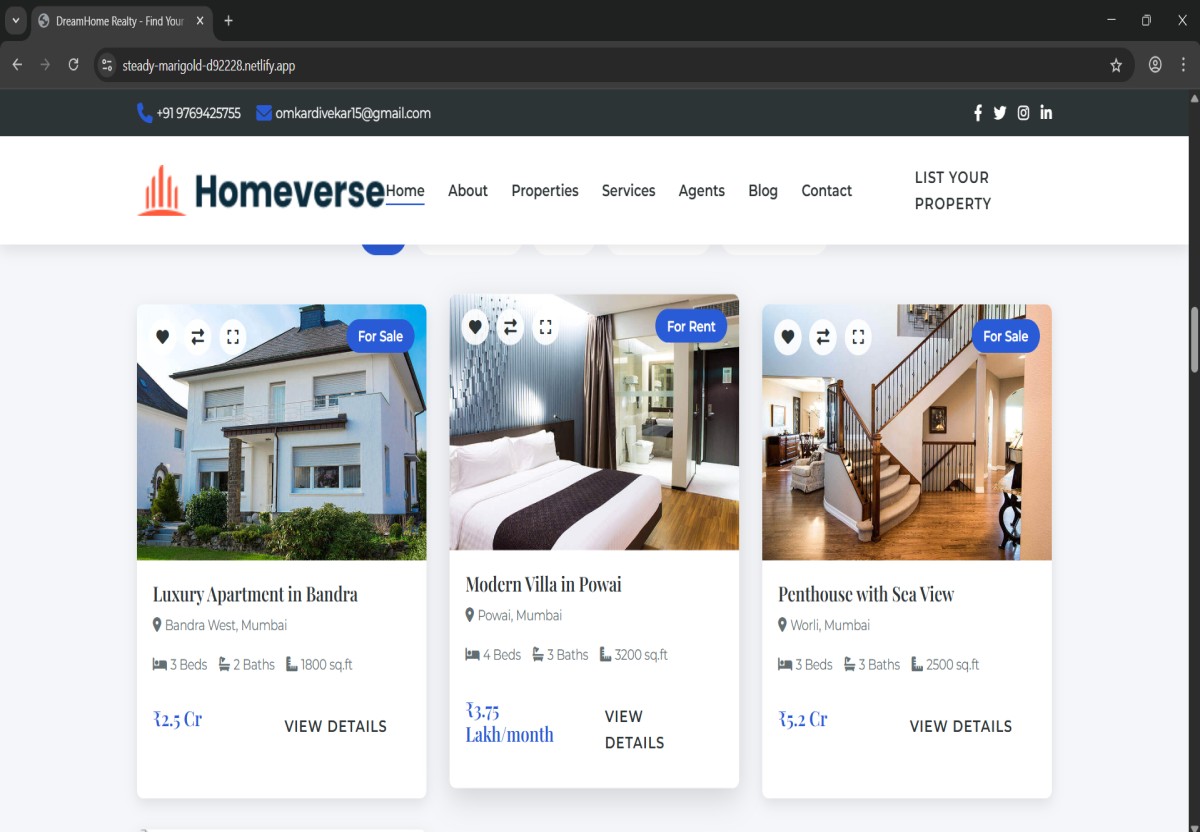 DreamHome Realty - Find Your
steady-marigold-d92228.netlify.app
+91 9769425755 omkardivekar15@gmail.com
Homeverse Home About Properties Services Agents Blog Contact
LIST YOUR
PROPERTY
For Sale
Luxury Apartment in Bandra
Bandra West, Mumbai
3 Beds 2 Baths 1800 sq.ft
₹2.5 Cr VIEW DETAILS
For Rent
Modern Villa in Powai
Powai, Mumbai
4 Beds 3 Baths 3200 sq.ft
₹3.75
Lakh/month
VIEW
DETAILS
For Sale
Penthouse with Sea View
Worli, Mumbai
3 Beds 3 Baths 2500 sq.ft
₹5.2 Cr VIEW DETAILS